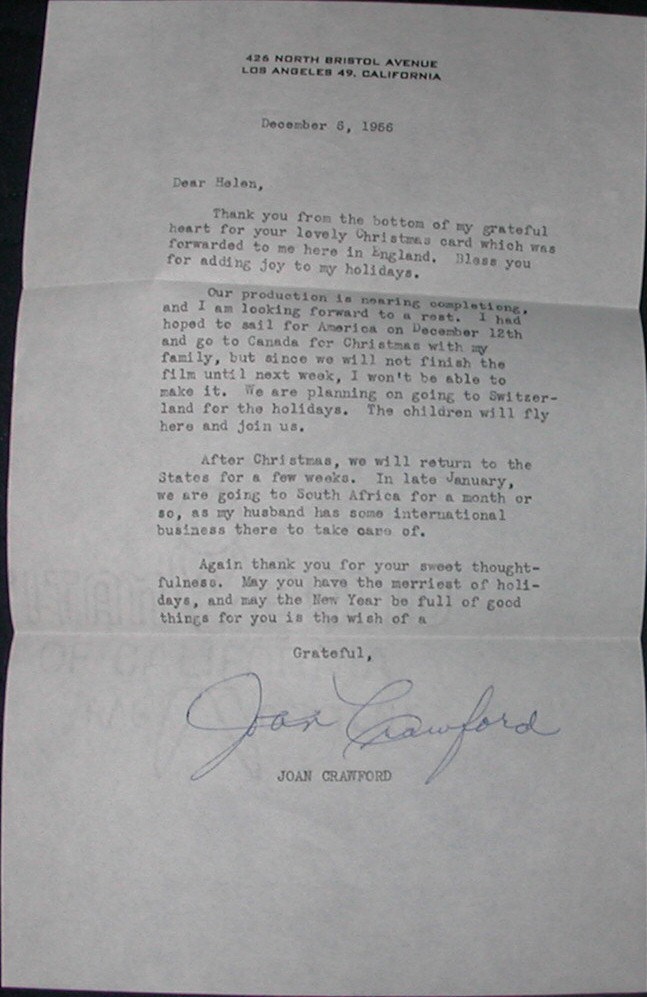 426 NORTH BRISTOL AVENUE
LOS ANGELES 49, CALIFORNIA
December 5, 1956
Dear Helen,
Thank you from the bottom of my grateful
heart for your lovely Christmas card which was
forwarded to me here in England. Bless you
for adding joy to my holidays.
Our production is nearing completiong,
and I am looking forward to a rest. I had
hoped to sail for America on December 12th
and go to Canada for Christmas with my
family, but since we will not finish the
film until next week, I won't be able to
make it. We are planning on going to Switzer-
land for the holidays. The children will fly
here and join us.
After Christmas, we will return to the
States for a few weeks. In late January,
we are going to South Africa for a month or
so, as my husband has some international
business there to take care of.
Again thank you for your sweet thought-
fulness. May you have the merriest of holi-
days, and may the New Year be full of good
things for you is the wish of a
Grateful,
Joan Crawford
JOAN CRAWFORD